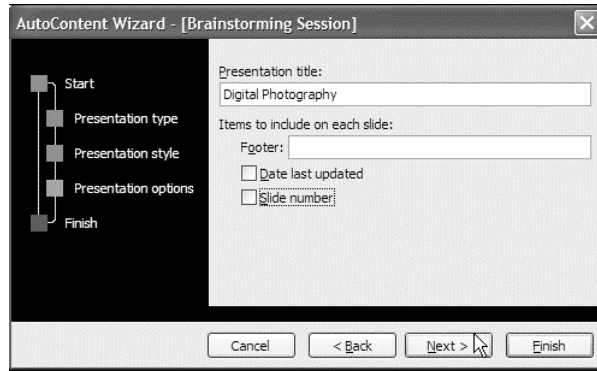 AutoContent Wizard - [Brainstorming Session]
Start
Presentation type
Presentation style
Presentation options
Finish
Presentation title:
Digital Photography
Items to include on each slide:
Footer:
Date last updated
Slide number
Cancel
< Back
Next >
Finish